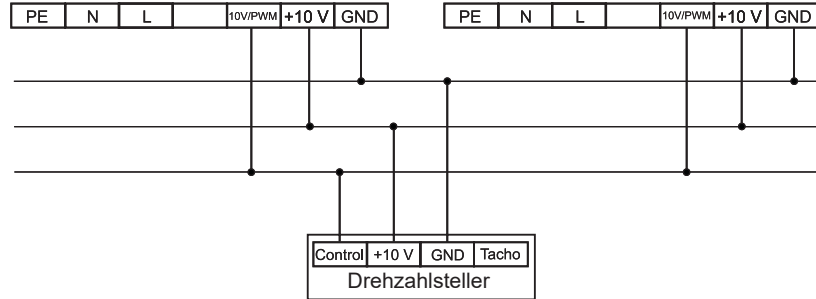 PE N L 10V/PWM +10 V GND PE N L 10V/PWM +10 V GND
Control +10 V GND Tacho
Drehzahlsteller